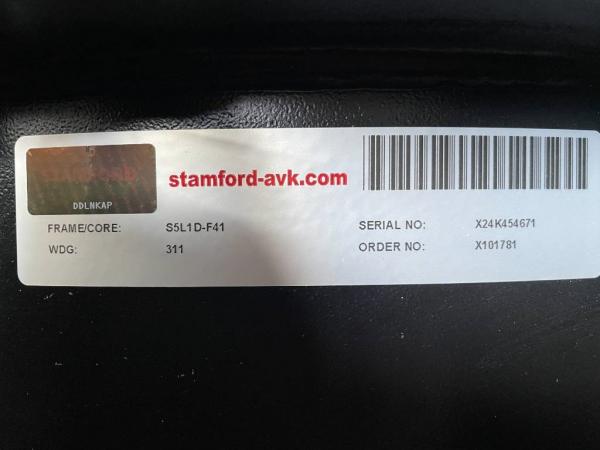 stamford-avk.com
DDLNKAP
FRAME/CORE: S5L1D-F41 SERIAL NO: X24K454671
WDG: 311 ORDER NO: X101781